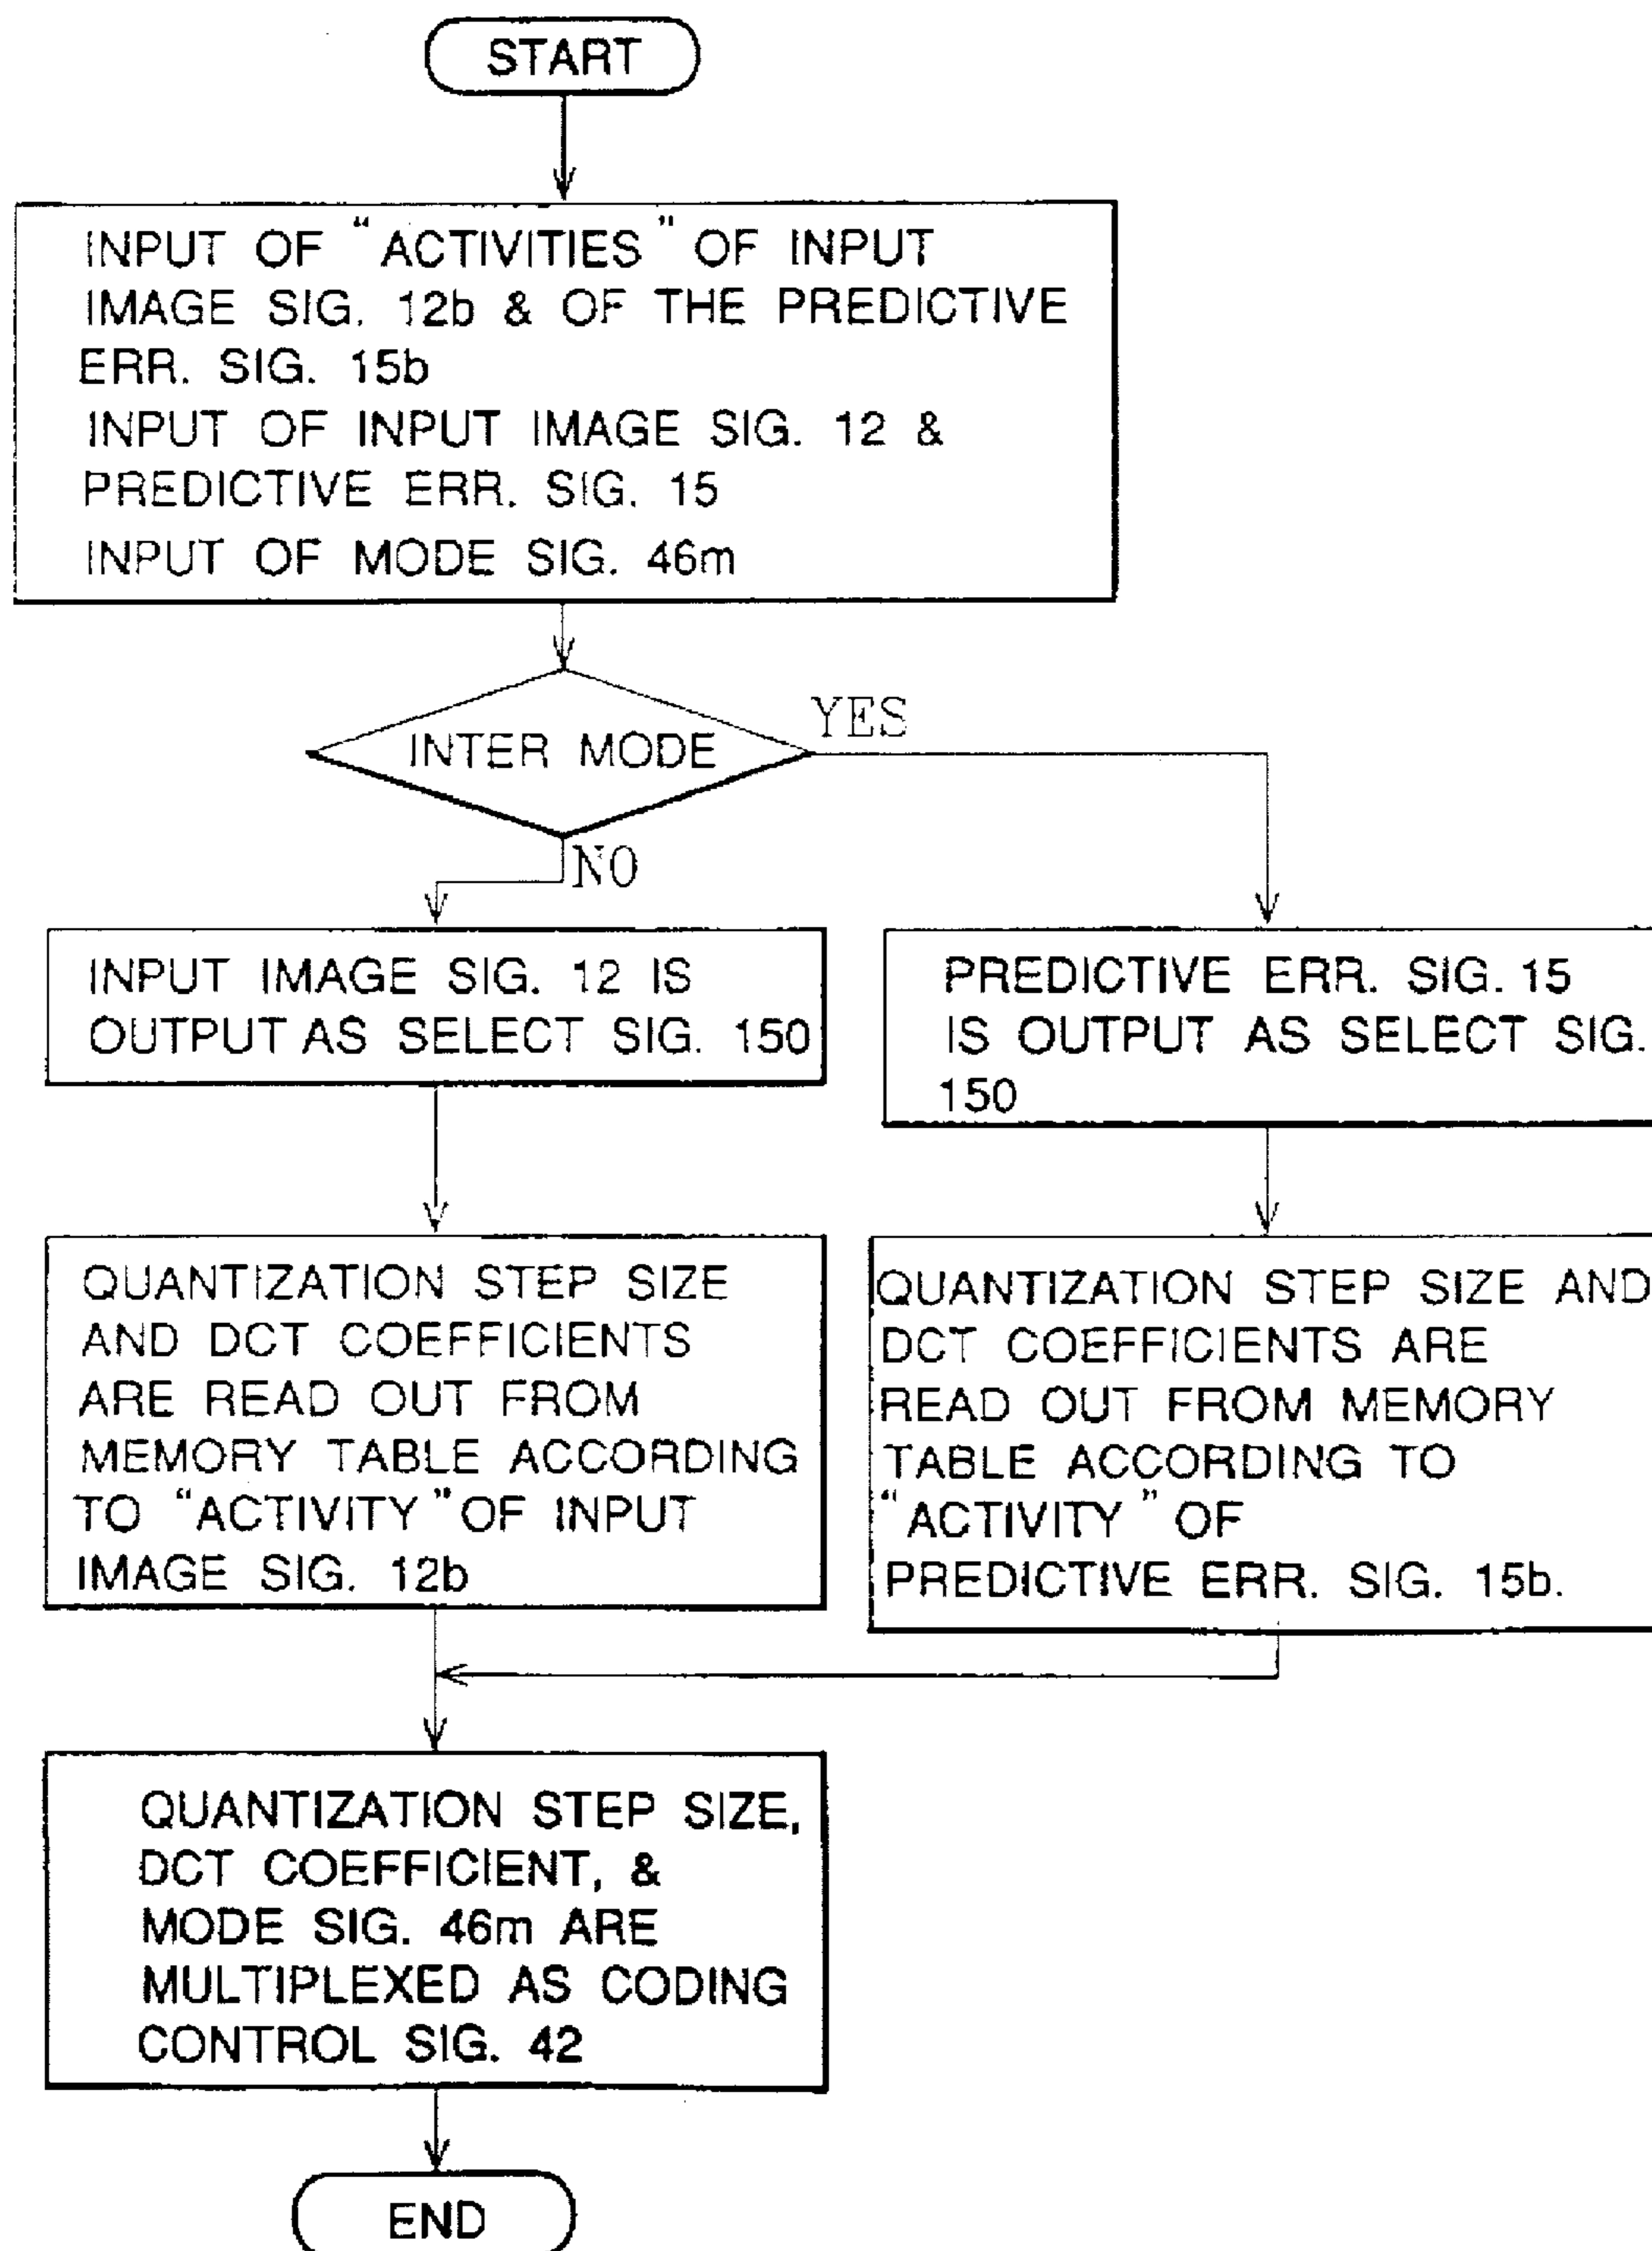 START
INPUT OF "ACTIVITIES" OF INPUT
IMAGE SIG. 12b & OF THE PREDICTIVE
ERR. SIG. 15b
INPUT OF INPUT IMAGE SIG. 12 &
PREDICTIVE ERR. SIG. 15
INPUT OF MODE SIG. 46m
INTER MODE
YES
NO
INPUT IMAGE SIG. 12 IS
OUTPUT AS SELECT SIG. 150
PREDICTIVE ERR. SIG. 15
IS OUTPUT AS SELECT SIG.
150
QUANTIZATION STEP SIZE
AND DCT COEFFICIENTS
ARE READ OUT FROM
MEMORY TABLE ACCORDING
TO "ACTIVITY" OF INPUT
IMAGE SIG. 12b
QUANTIZATION STEP SIZE AND
DCT COEFFICIENTS ARE
READ OUT FROM MEMORY
TABLE ACCORDING TO
"ACTIVITY" OF
PREDICTIVE ERR. SIG. 15b.
QUANTIZATION STEP SIZE,
DCT COEFFICIENT, &
MODE SIG. 46m ARE
MULTIPLEXED AS CODING
CONTROL SIG. 42
END